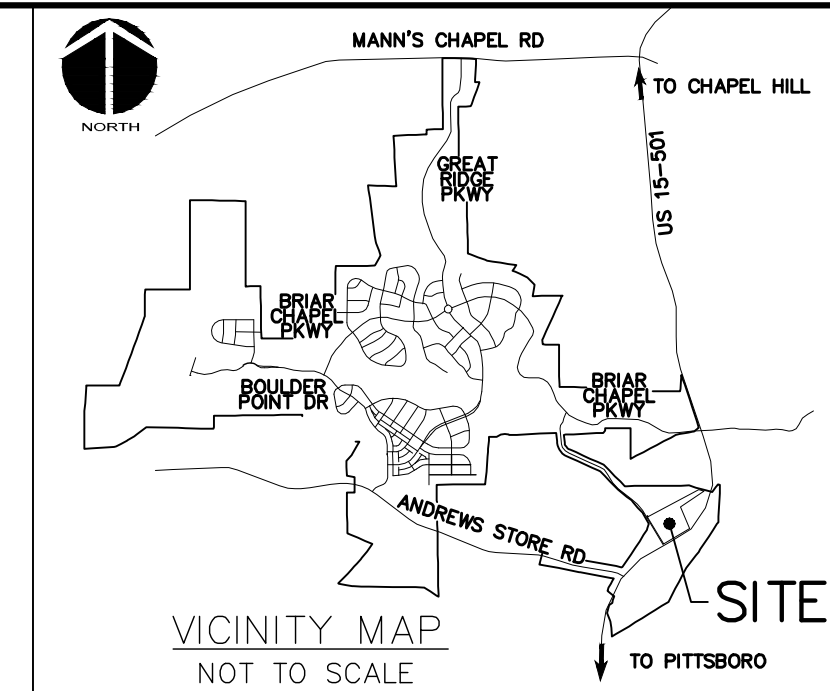 MANN'S CHAPEL RD
TO CHAPEL HILL
NORTH
GREAT
RIDGE
PKWY
US 15-501
BRIAR
CHAPEL
PKWY
BOULDER
POINT DR
BRIAR
CHAPEL
PKWY
ANDREWS STORE RD
SITE
VICINITY MAP
NOT TO SCALE
TO PITTSBORO